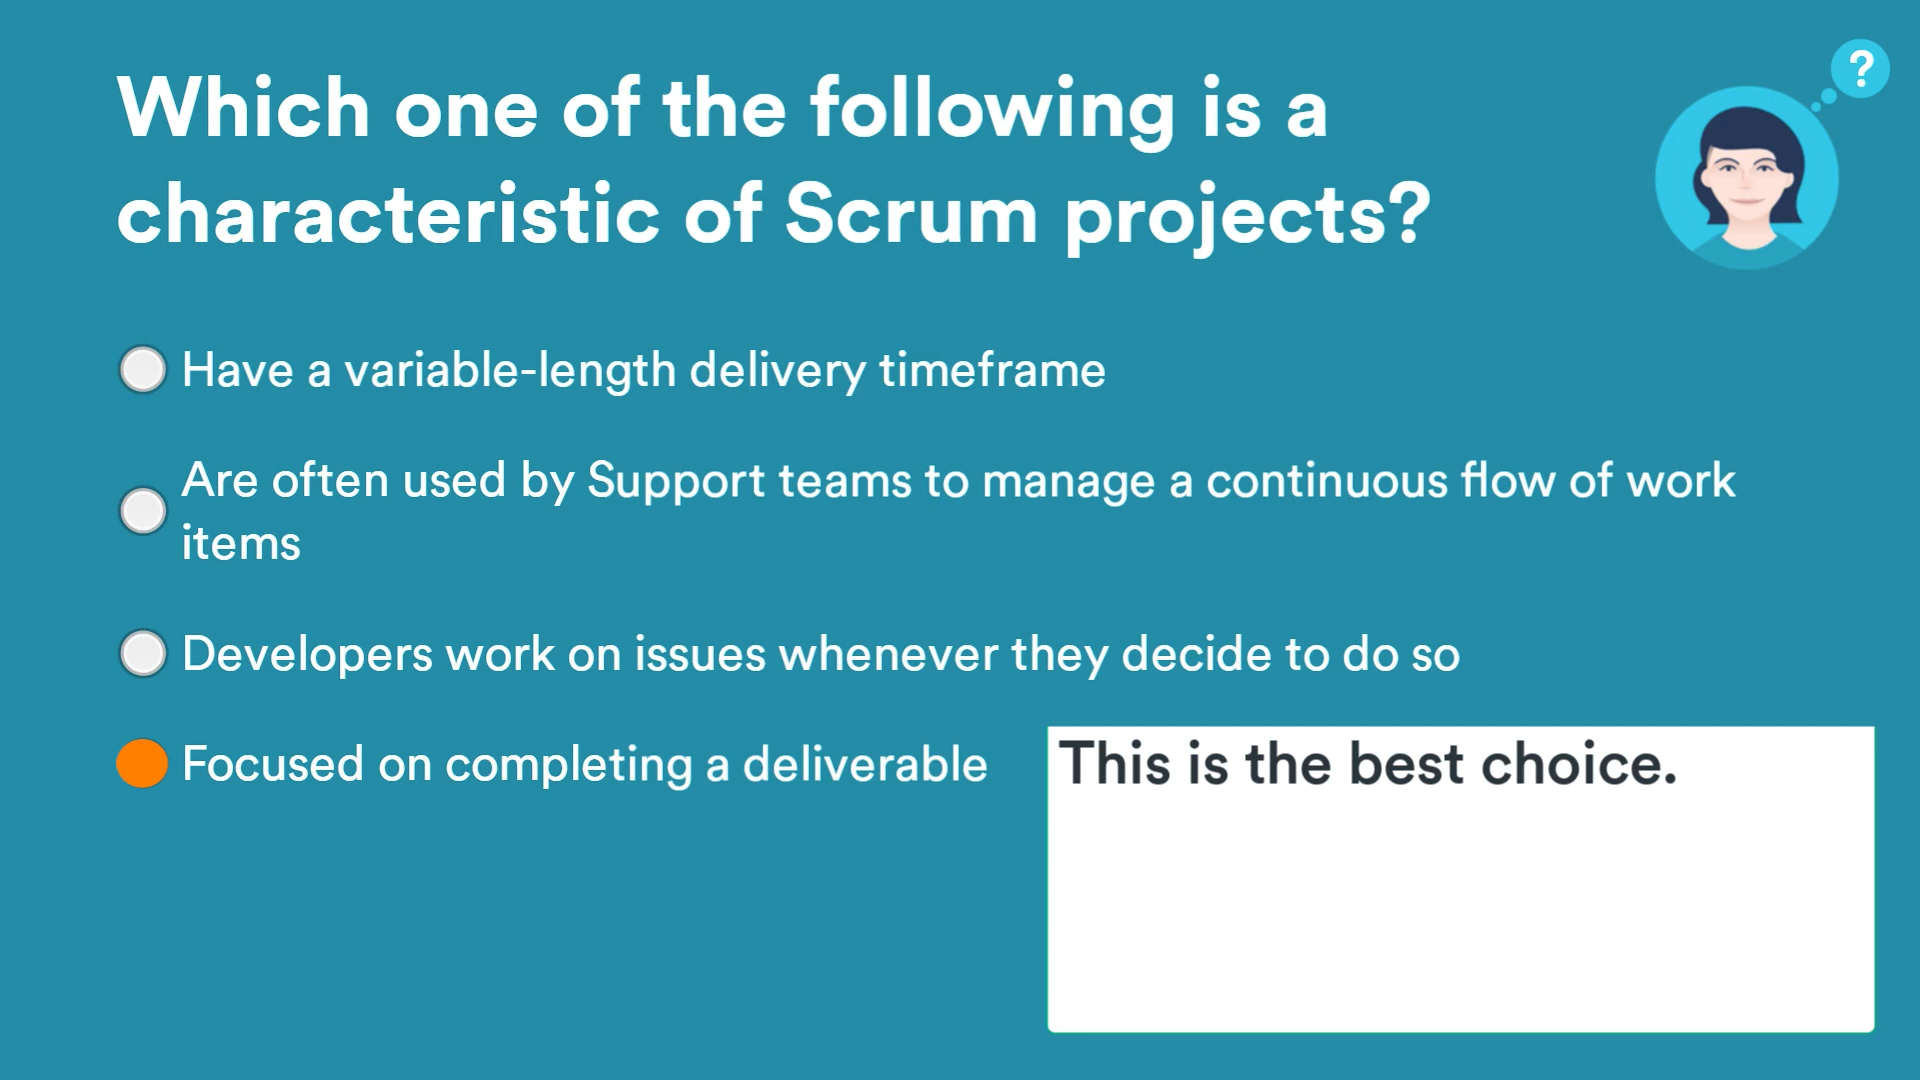 ?
Which one of the following is a
characteristic of Scrum projects?
Have a variable-length delivery timeframe
Are often used by Support teams to manage a continuous flow of work
items
Developers work on issues whenever they decide to do so
Focused on completing a deliverable
This is the best choice.